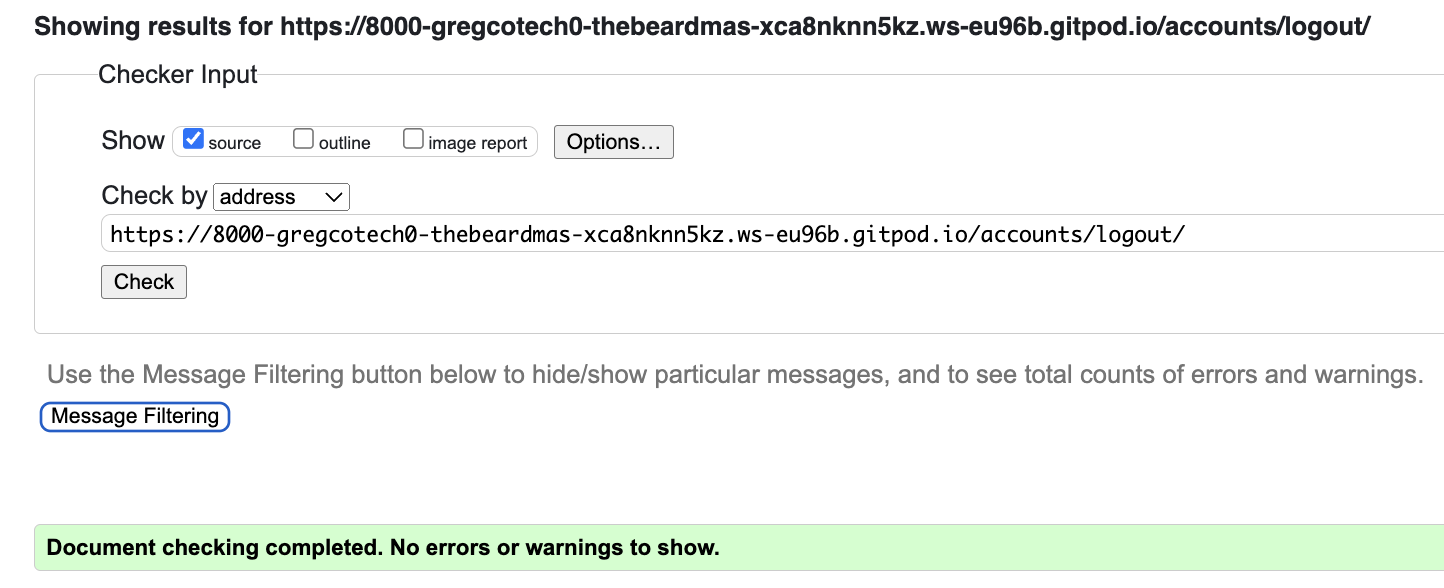 Showing results for https://8000-gregcotech0-thebeardmas-xca8nknn5kz.ws-eu96b.gitpod.io/accounts/logout/
Checker Input
Show source outline image report Options...
Check by address
https://8000-gregcotech0-thebeardmas-xca8nknn5kz.ws-eu96b.gitpod.io/accounts/logout/
Check
Use the Message Filtering button below to hide/show particular messages, and to see total counts of errors and warnings.
Message Filtering
Document checking completed. No errors or warnings to show.